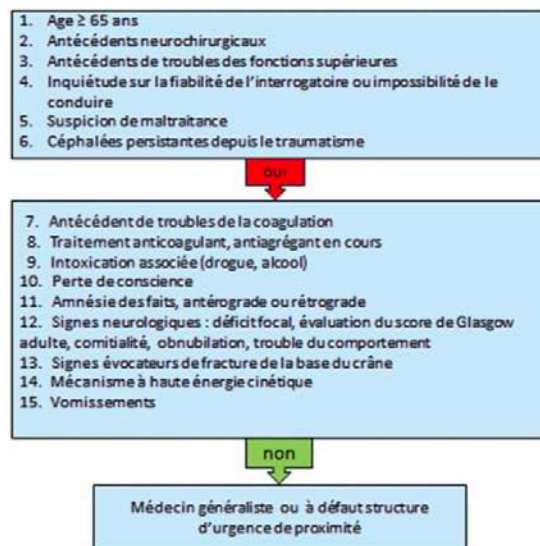 1. Age ≥ 65 ans
2. Antécédents neurochirurgicaux
3. Antécédents de troubles des fonctions supérieures
4. Inquiétude sur la fiabilité de l'interrogatoire ou impossibilité de le
conduire
5. Suspicion de maltraitance
6. Céphalées persistantes depuis le traumatisme
oui
7. Antécédent de troubles de la coagulation
8. Traitement anticoagulant, antiagrégant en cours
9. Intoxication associée (drogue, alcool)
10. Perte de conscience
11. Amnésie des faits, antérograde ou rétrograde
12. Signes neurologiques : déficit focal, évaluation du score de Glasgow
adulte, comitialité, obnubilation, trouble du comportement
13. Signes évocateurs de fracture de la base du crâne
14. Mécanisme à haute énergie cinétique
15. Vomissements
non
Médecin généraliste ou à défaut structure
d'urgence de proximité